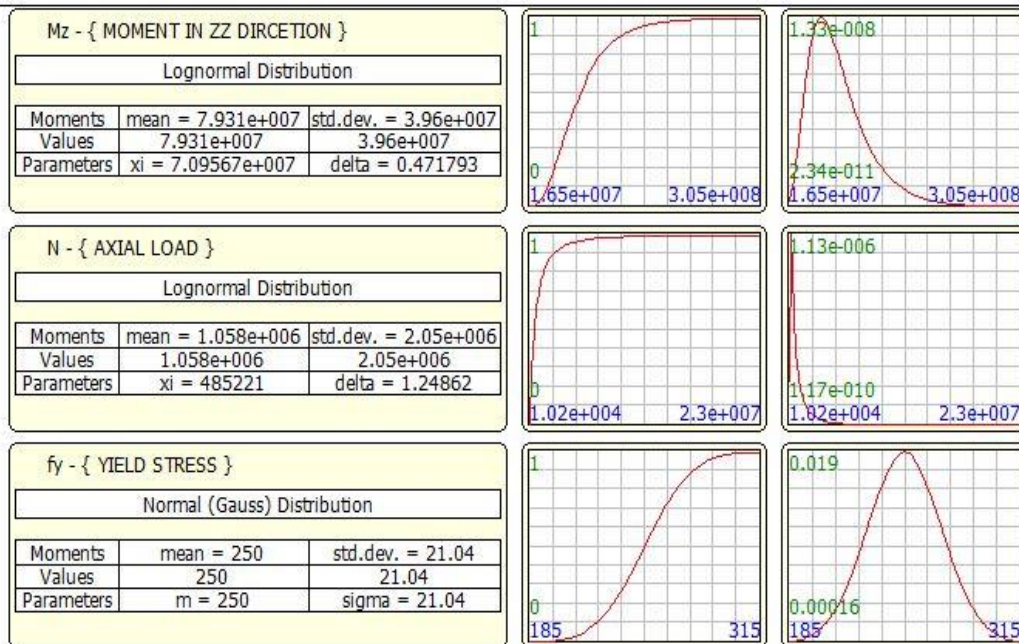 Mz - { MOMENT IN ZZ DIRCETION }
Lognormal Distribution
Moments mean = 7.931e+007 std.dev. = 3.96e+007
Values 7.931e+007 3.96e+007
Parameters xi = 7.09567e+007 delta = 0.471793
1
0
1.65e+007 3.05e+008
1.33e-008
2.34e-011
1.65e+007 3.05e+008
N - { AXIAL LOAD }
Lognormal Distribution
Moments mean = 1.058e+006 std.dev. = 2.05e+006
Values 1.058e+006 2.05e+006
Parameters xi = 485221 delta = 1.24862
1
0
1.02e+004 2.3e+007
1.13e-006
1.17e-010
1.02e+004 2.3e+007
fy - { YIELD STRESS }
Normal (Gauss) Distribution
Moments mean = 250 std.dev. = 21.04
Values 250 21.04
Parameters m = 250 sigma = 21.04
1
0
185 315
0.019
0.00016
185 315